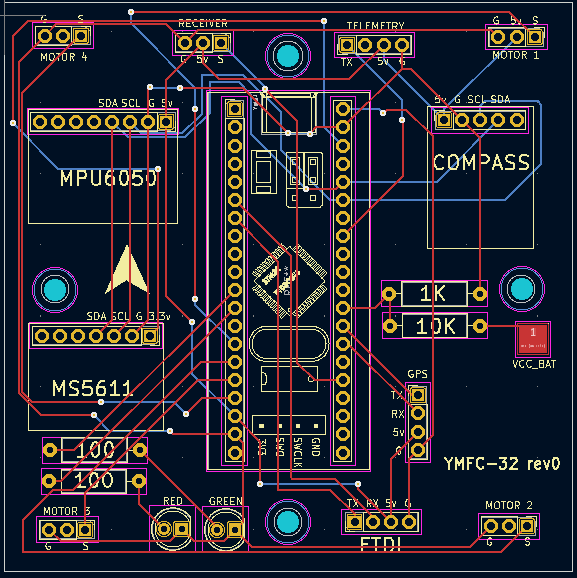 G S
MOTOR 4
RECEIVER
G 5v S
TELEMETRY
TX 5v G
G 5v S
MOTOR 1
SDA SCL G 5v
MPU6050
5v G SCL SDA
COMPASS
SDA SCL G 3.3v
MS5611
1K
10K
1
VCC_BAT
GPS
TX
RX
5v
G
3V3
SWO
SWCLK
GND
YMFC-32 rev0
100
100
MOTOR 3
G S
RED
GREEN
TX RX 5v G
FTDI
MOTOR 2
G S